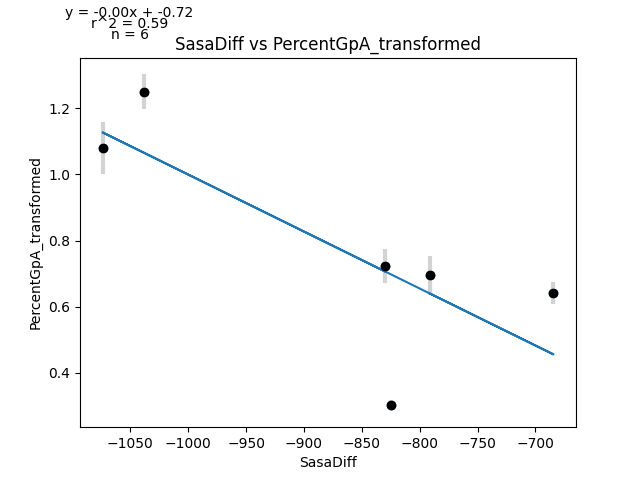 y = -0.00x + -0.72
r^2 = 0.59
n = 6
SasaDiff vs PercentGpA_transformed
1.2
1.0
0.8
0.6
0.4
PercentGpA_transformed
−1050 −1000 −950 −900 −850 −800 −750 −700
SasaDiff